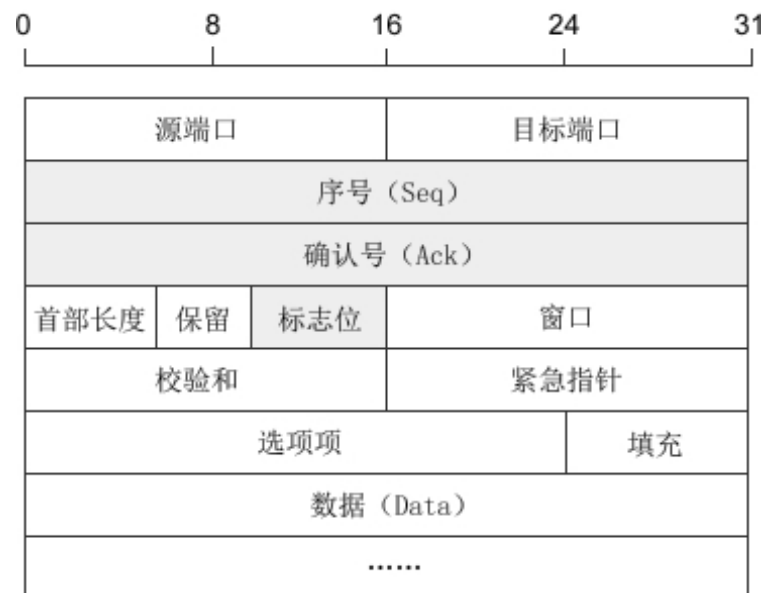 0 8 16 24 31
源端口 目标端口
序号（Seq）
确认号（Ack）
首部长度 保留 标志位 窗口
校验和 紧急指针
选项项 填充
数据（Data）
……